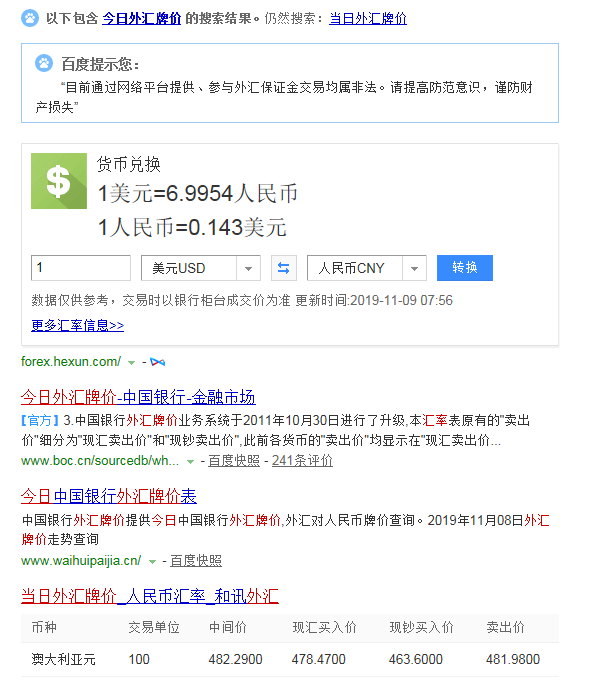 以下包含 今日外汇牌价 的搜索结果。仍然搜索：当日外汇牌价
百度提示您：
“目前通过网络平台提供、参与外汇保证金交易均属非法。请提高防范意识，谨防财
产损失”
货币兑换
1美元=6.9954人民币
1人民币=0.143美元
1 美元USD 人民币CNY 转换
数据仅供参考，交易时以银行柜台成交价为准 更新时间:2019-11-09 07:56
更多汇率信息>>
forex.hexun.com/ -
今日外汇牌价-中国银行-金融市场
【官方】3.中国银行外汇牌价业务系统于2011年10月30日进行了升级,本汇率表原有的"卖出
价"细分为"现汇卖出价"和"现钞卖出价",此前各货币的"卖出价"均显示在"现汇卖出价...
www.boc.cn/sourcedb/wh... - 百度快照 - 241条评价
今日中国银行外汇牌价表
中国银行外汇牌价提供今日中国银行外汇牌价,外汇对人民币牌价查询。2019年11月08日外汇
牌价走势查询
www.waihuipaijia.cn/ - 百度快照
当日外汇牌价_人民币汇率_和讯外汇
币种 交易单位 中间价 现汇买入价 现钞买入价 卖出价
澳大利亚元 100 482.2900 478.4700 463.6000 481.9800